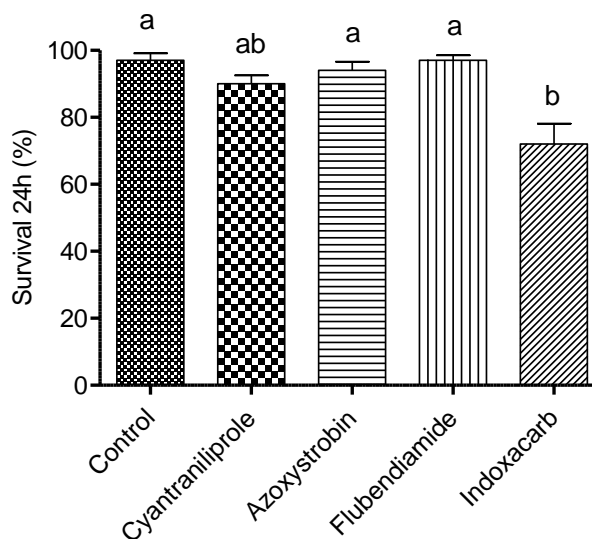 a
ab
a
a
b
100
80
60
40
20
0
Survival 24h (%)
Control
Cyantraniliprole
Azoxystrobin
Flubendiamide
Indoxacarb